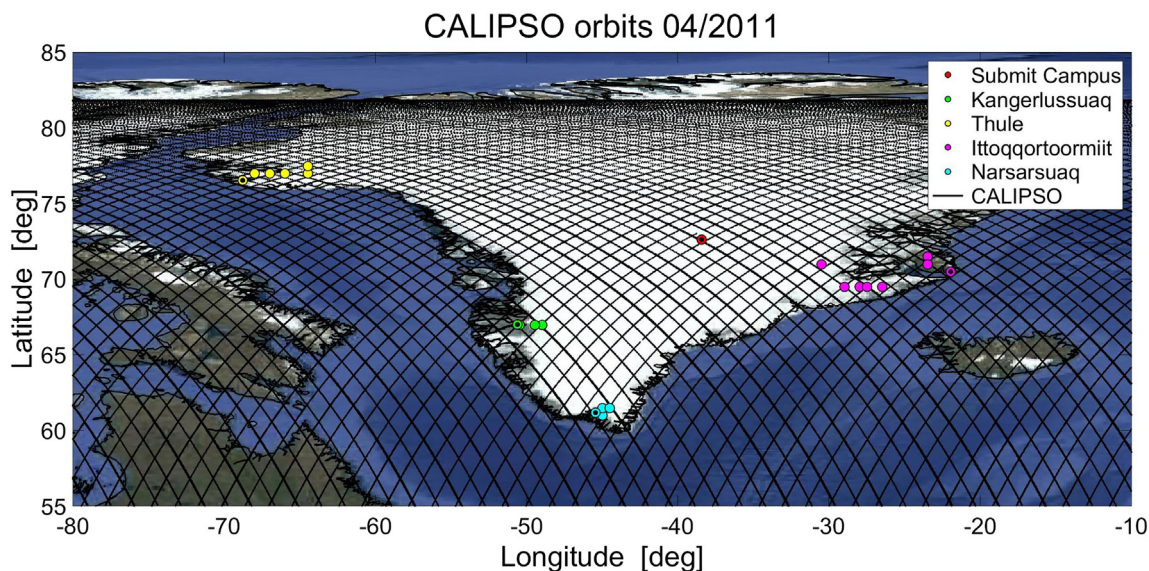 CALIPSO orbits 04/2011
85
80
75
70
65
60
55
Latitude [deg]
Submit Campus
Kangerlussuaq
Thule
Ittoqqortoormiit
Narsarsuaq
CALIPSO
-80 -70 -60 -50 -40 -30 -20 -10
Longitude [deg]